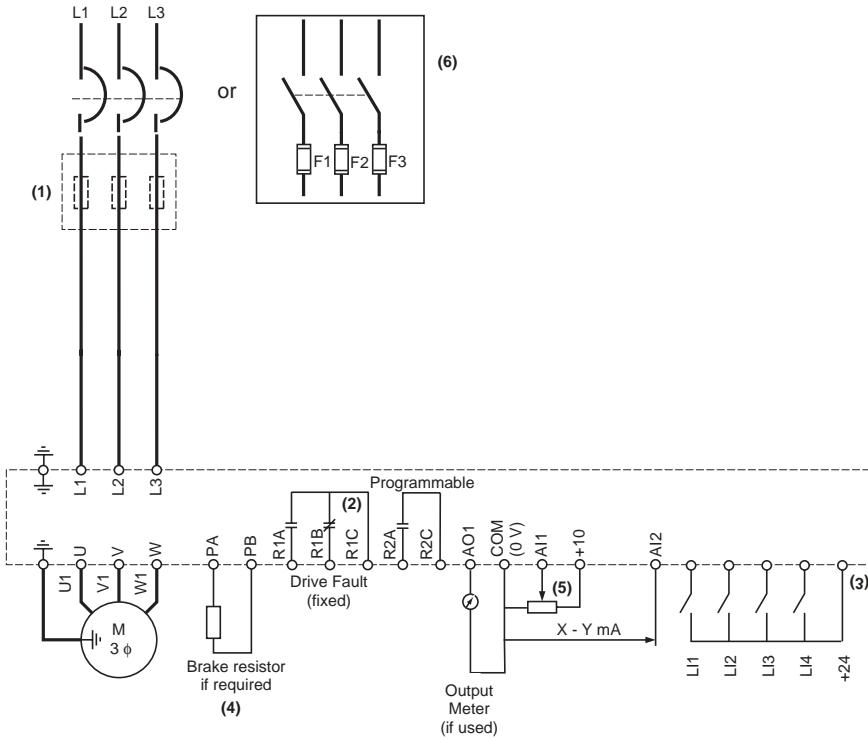 L1 L2 L3
or
(6)
F1 F2 F3
(1)
L1 L2 L3
Programmable
(2)
R1A R1B R1C R2A R2C
Drive Fault
(fixed)
U V W
PA PB
AO1
COM
(0 V)
AI1
+10
AI2
(3)
U1 V1 W1
M
3 ϕ
(5)
X - Y mA
LI1 LI2 LI3 LI4 +24
Brake resistor
if required
(4)
Output
Meter
(if used)